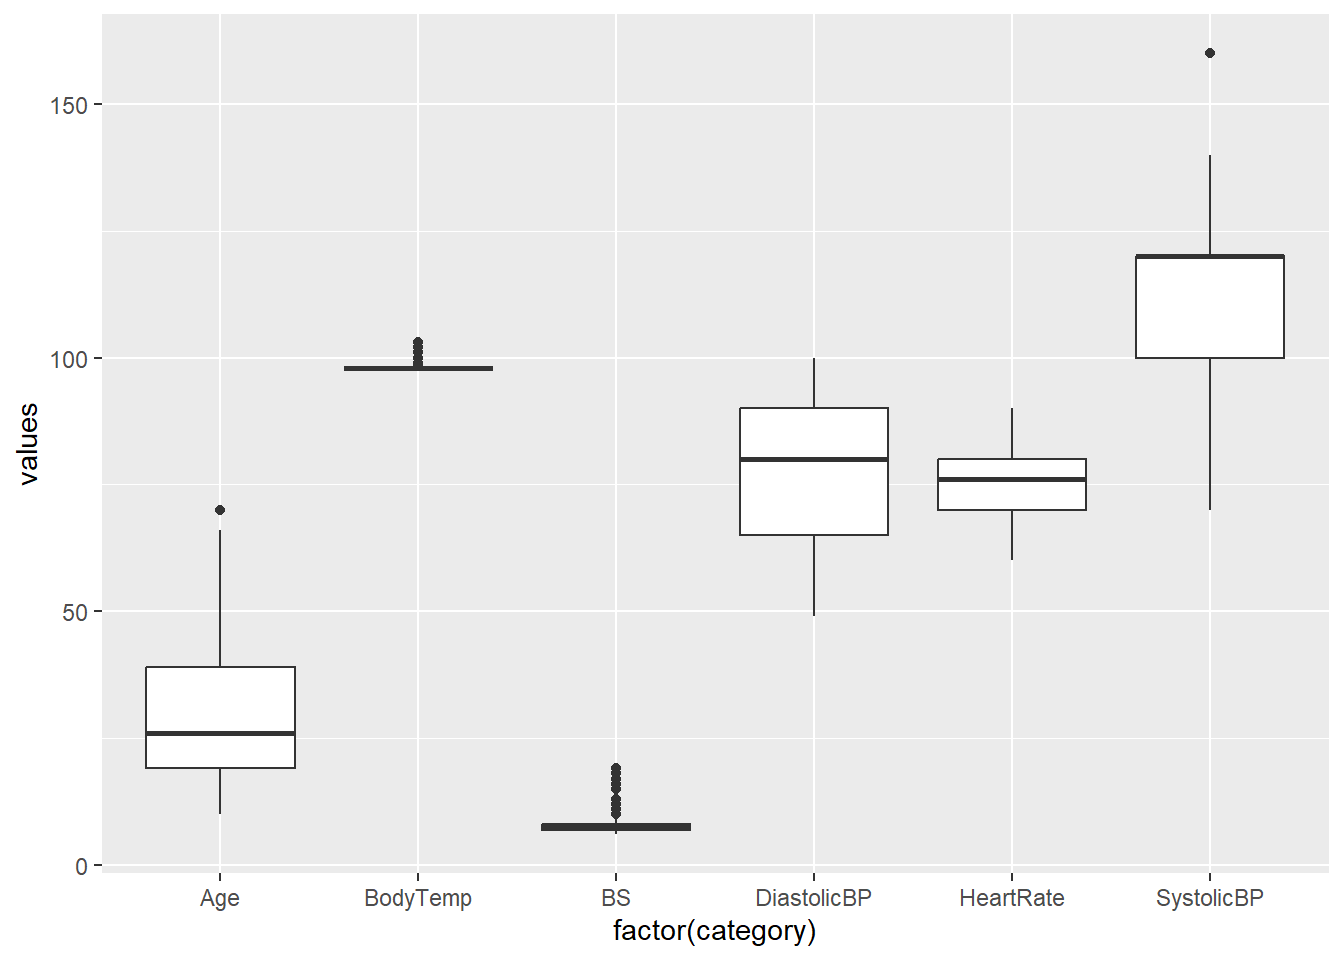 values
150
100
50
0
Age BodyTemp BS DiastolicBP HeartRate SystolicBP
factor(category)